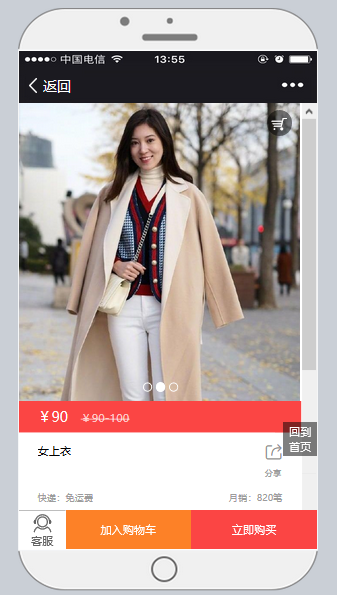 中国电信 13:55
返回
¥90 ¥90-100
回到
首页
女上衣
分享
快递：免运费 月销：820笔
客服 加入购物车 立即购买